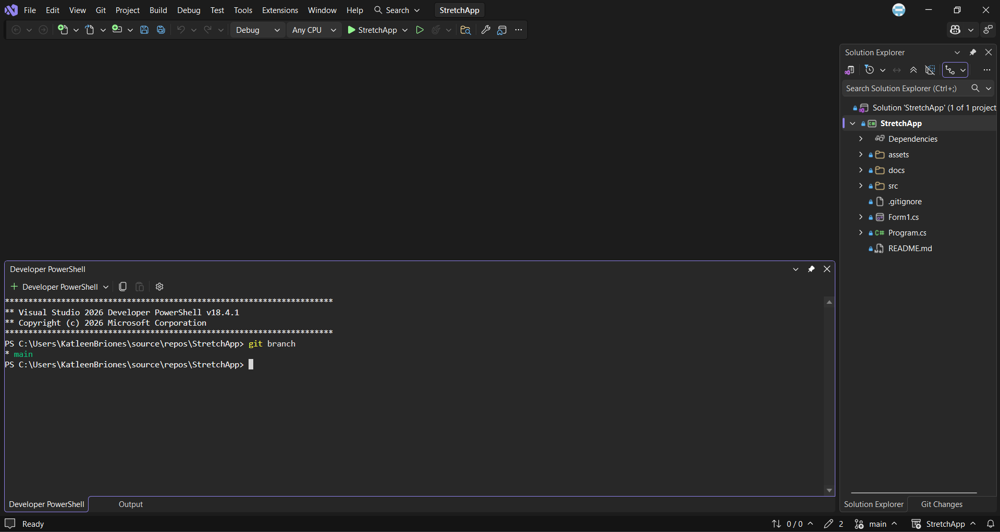 File Edit View Git Project Build Debug Test Tools Extensions Window Help Search StretchApp
Debug Any CPU StretchApp
Solution Explorer
Search Solution Explorer (Ctrl+;)
Solution 'StretchApp' (1 of 1 project
StretchApp
Dependencies
assets
docs
src
.gitignore
Form1.cs
C# Program.cs
README.md
Developer PowerShell
+ Developer PowerShell
**********************************************************************
** Visual Studio 2026 Developer PowerShell v18.4.1
** Copyright (c) 2026 Microsoft Corporation
**********************************************************************
PS C:\Users\KatleenBriones\source\repos\StretchApp> git branch
* main
PS C:\Users\KatleenBriones\source\repos\StretchApp>
Developer PowerShell Output
Solution Explorer Git Changes
Ready 0 / 0 2 main StretchApp